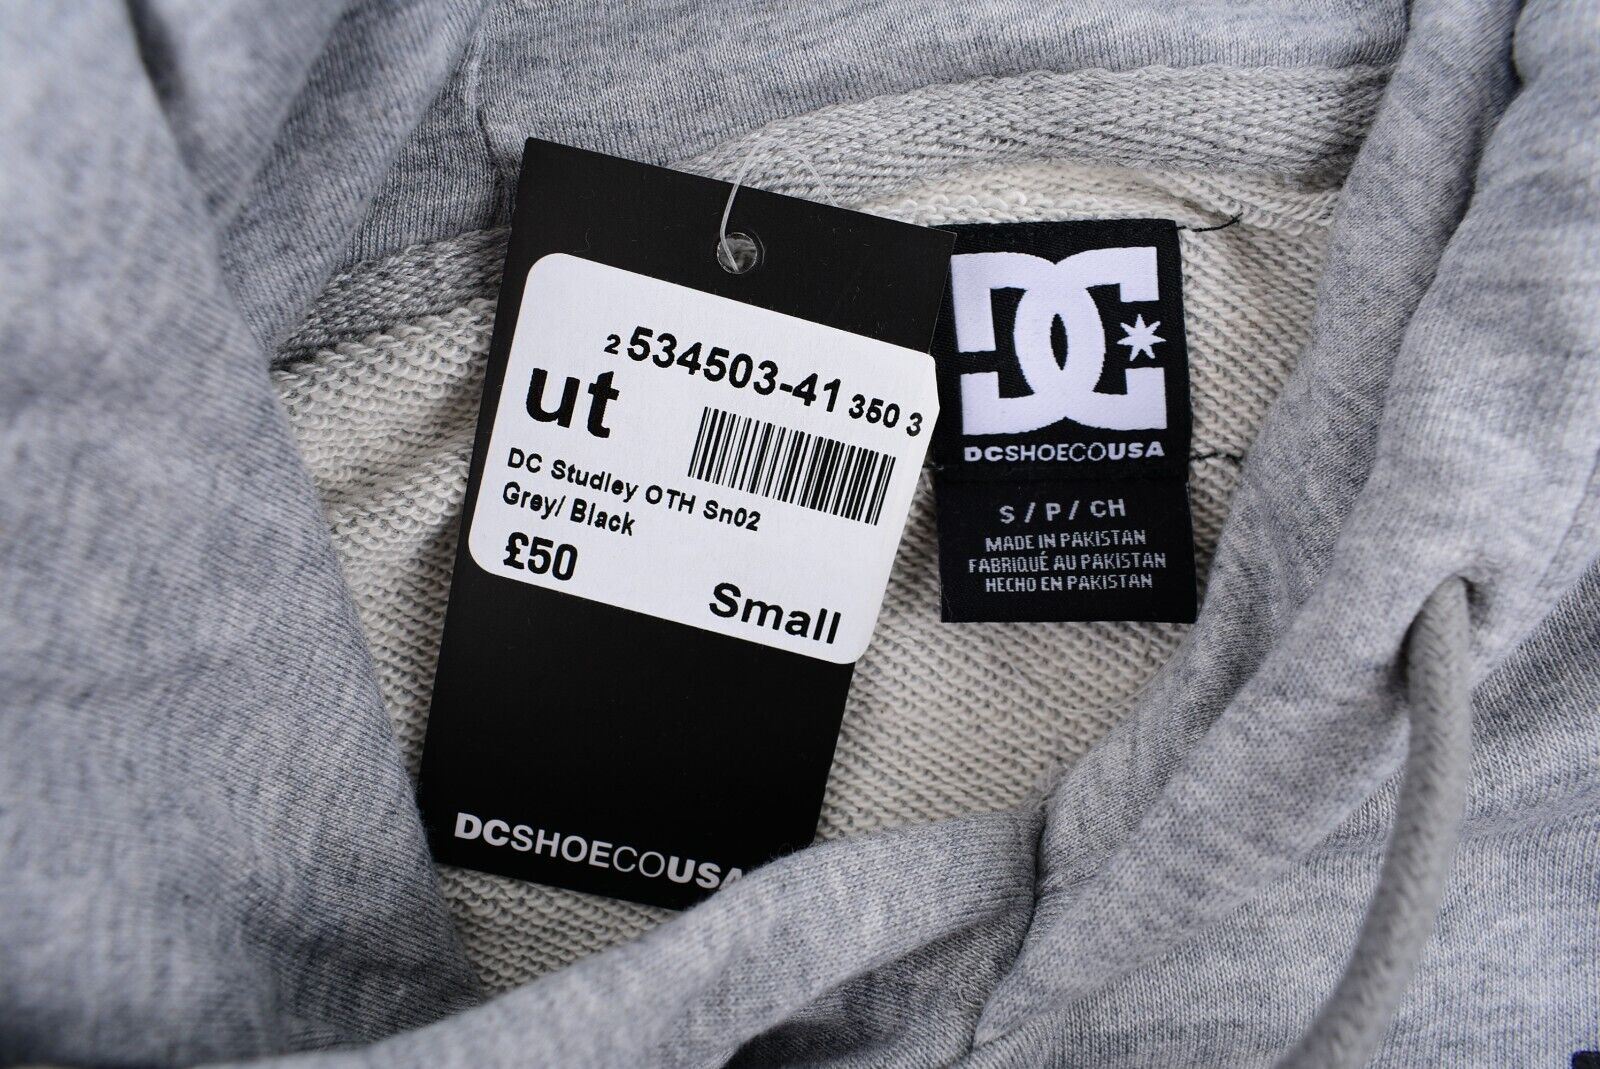 2 534503-41 350 3
ut
DC Studley OTH Sn02
Grey/ Black
£50
Small
DCSHOECOUSA
DC
DCSHOECOUSA
S / P / CH
MADE IN PAKISTAN
FABRIQUÉ AU PAKISTAN
HECHO EN PAKISTAN